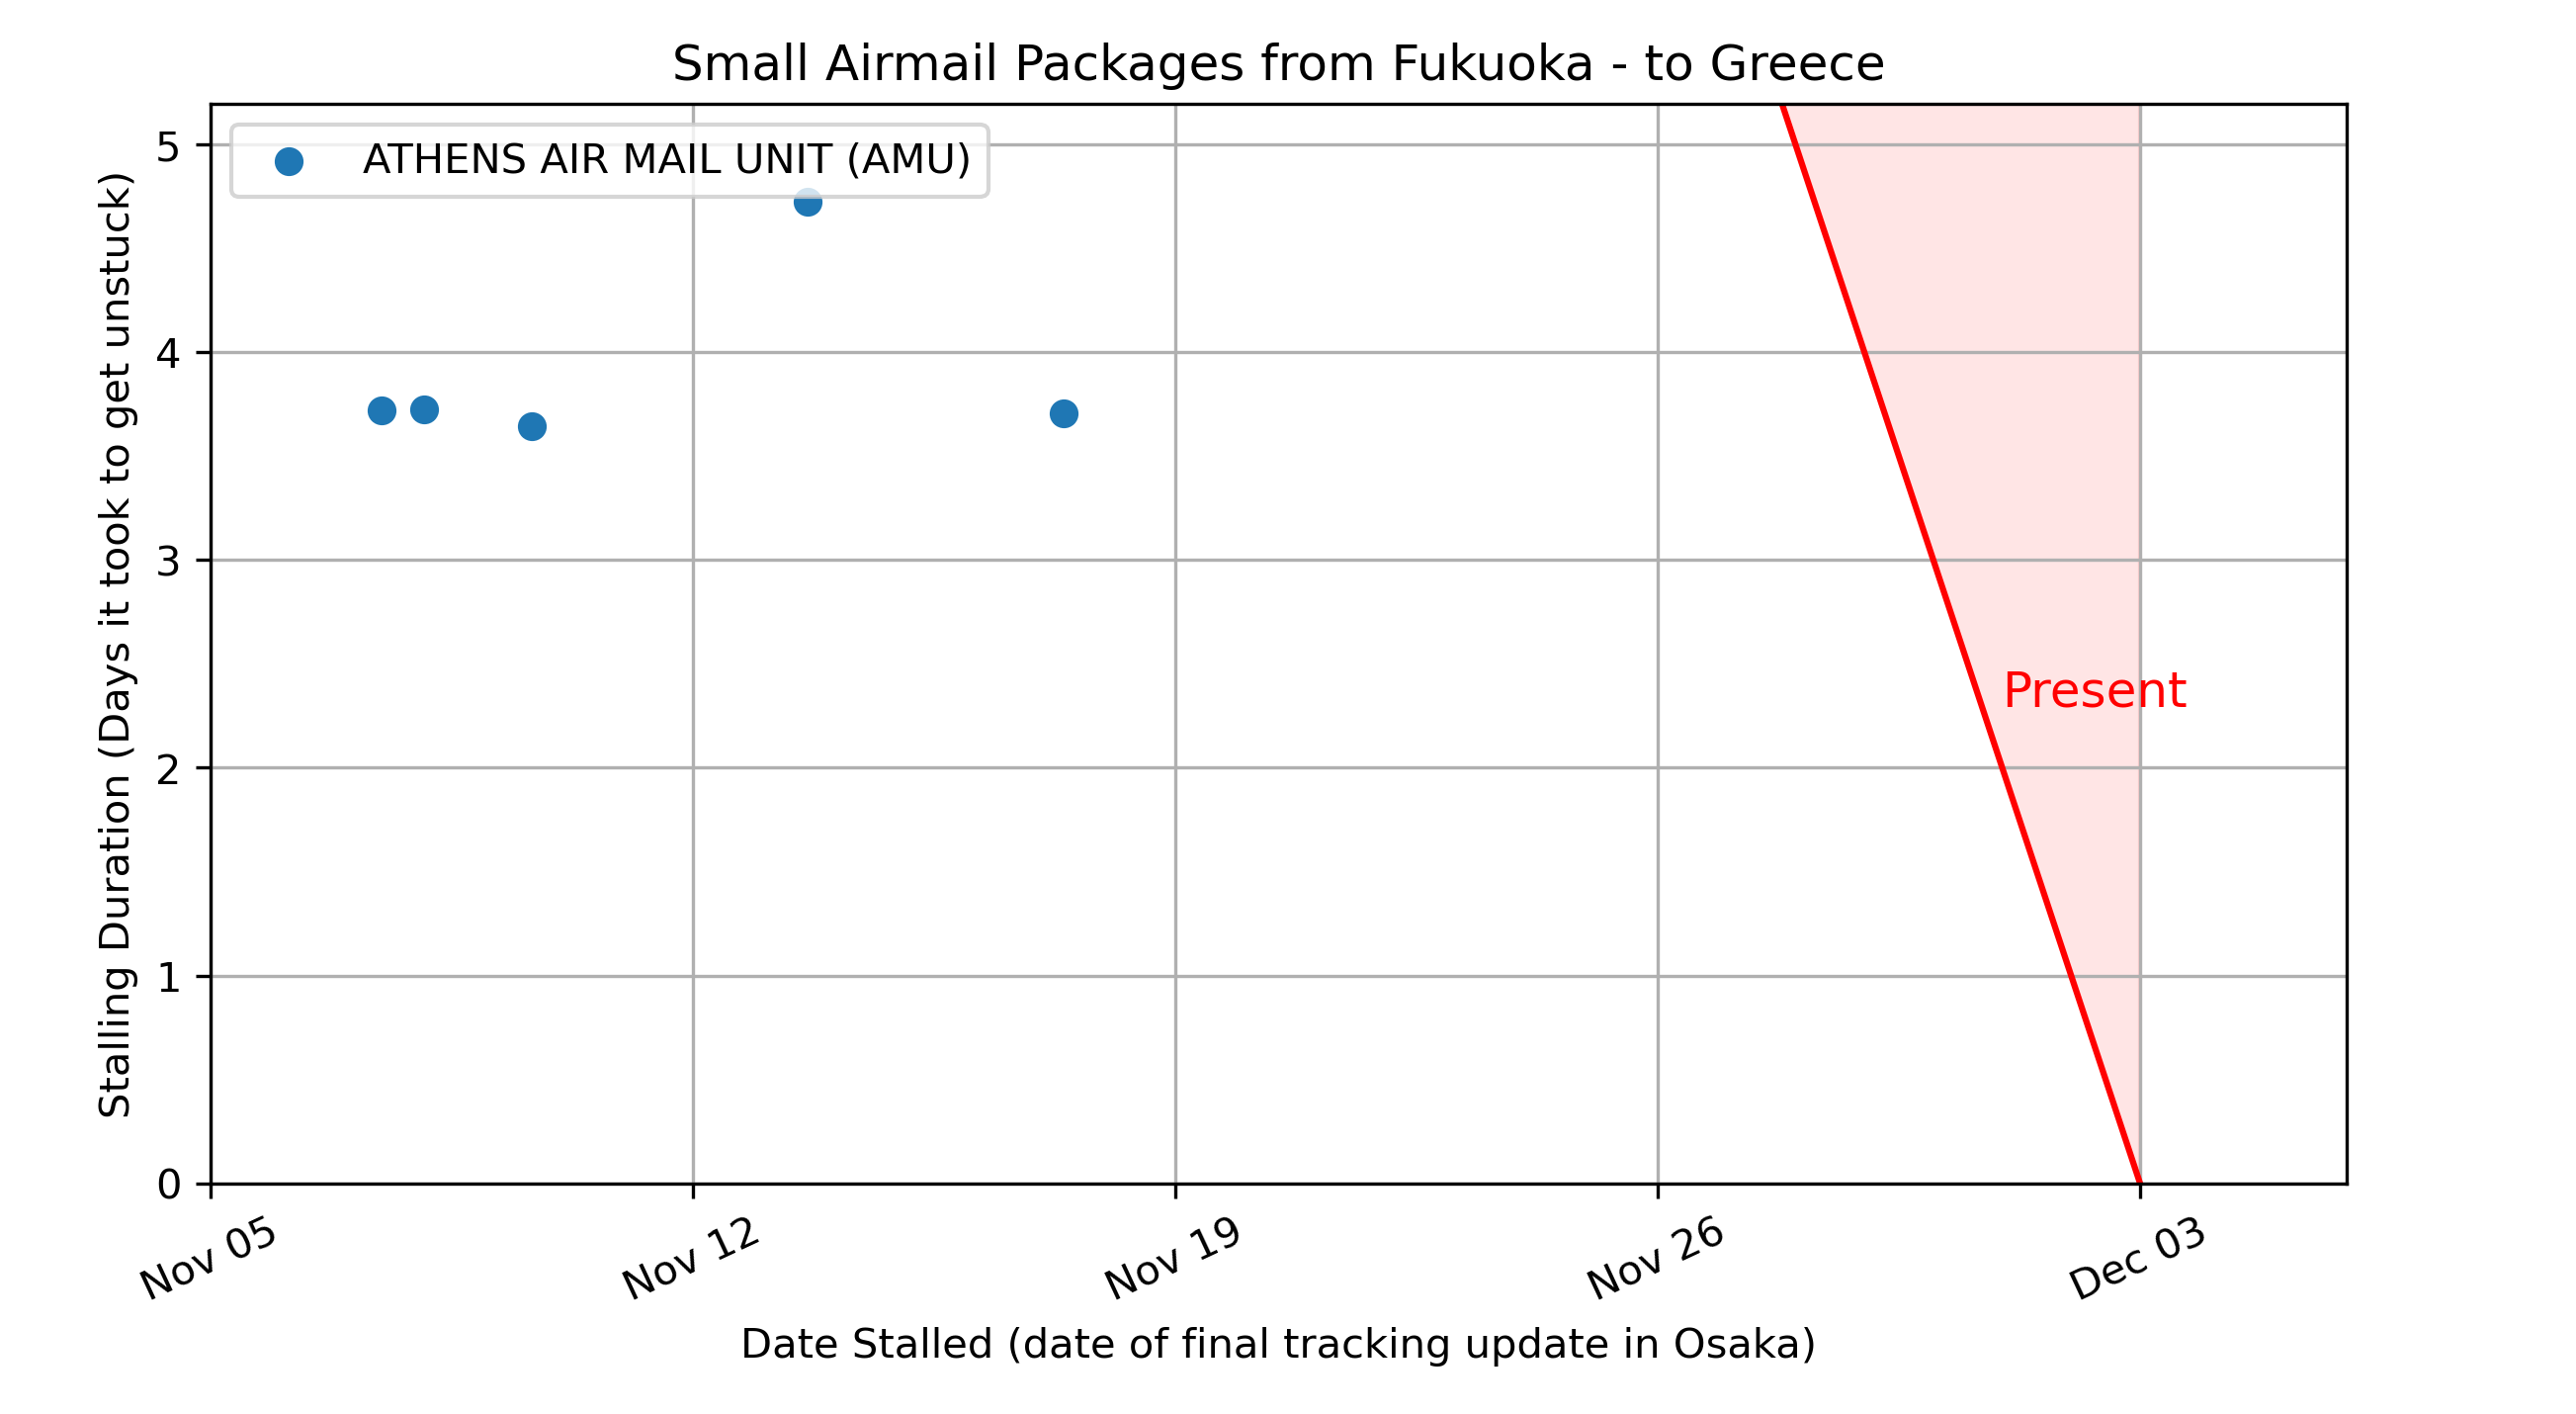 Small Airmail Packages from Fukuoka - to Greece
ATHENS AIR MAIL UNIT (AMU)
Stalling Duration (Days it took to get unstuck)
5
4
3
2
1
0
Present
Nov 05
Nov 12
Nov 19
Nov 26
Dec 03
Date Stalled (date of final tracking update in Osaka)